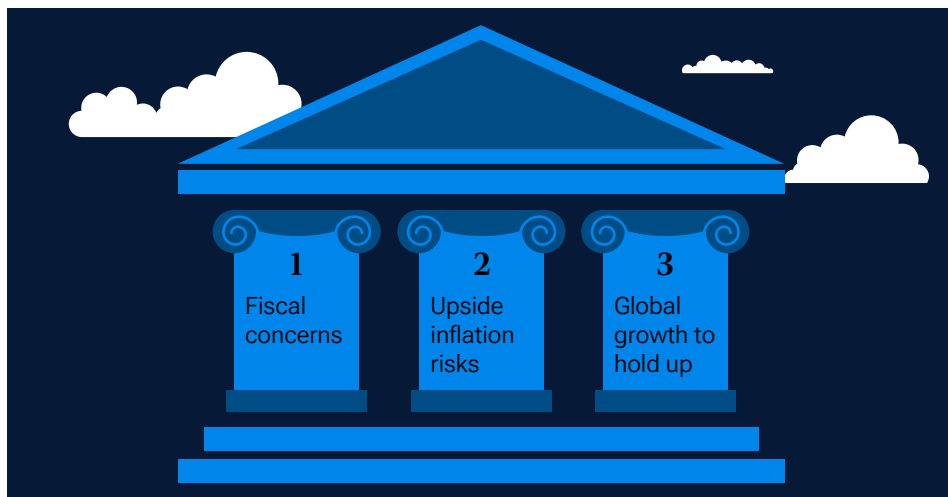 1
Fiscal
concerns
2
Upside
inflation
risks
3
Global
growth to
hold up